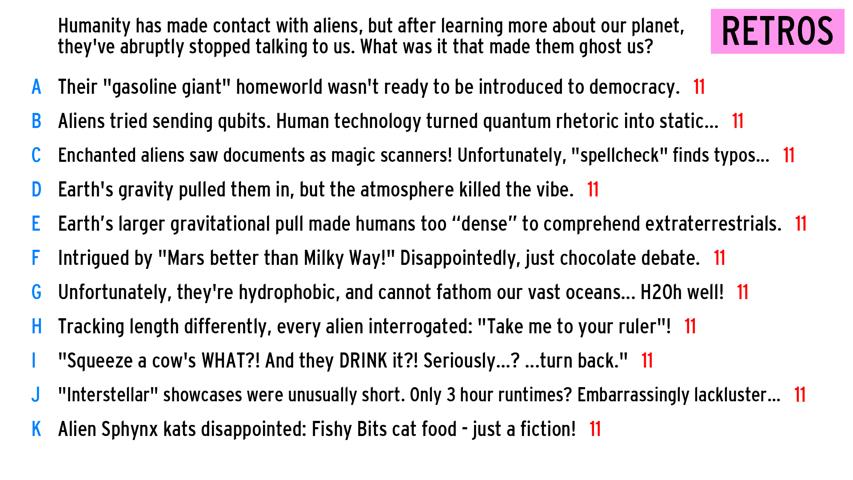 Humanity has made contact with aliens, but after learning more about our planet,
they've abruptly stopped talking to us. What was it that made them ghost us?
RETROS
A Their "gasoline giant" homeworld wasn't ready to be introduced to democracy. 11
B Aliens tried sending qubits. Human technology turned quantum rhetoric into static... 11
C Enchanted aliens saw documents as magic scanners! Unfortunately, "spellcheck" finds typos... 11
D Earth's gravity pulled them in, but the atmosphere killed the vibe. 11
E Earth’s larger gravitational pull made humans too “dense” to comprehend extraterrestrials. 11
F Intrigued by "Mars better than Milky Way!" Disappointedly, just chocolate debate. 11
G Unfortunately, they're hydrophobic, and cannot fathom our vast oceans... H2Oh well! 11
H Tracking length differently, every alien interrogated: "Take me to your ruler"! 11
I "Squeeze a cow's WHAT?! And they DRINK it?! Seriously...? ...turn back." 11
J "Interstellar" showcases were unusually short. Only 3 hour runtimes? Embarrassingly lackluster... 11
K Alien Sphynx kats disappointed: Fishy Bits cat food - just a fiction! 11